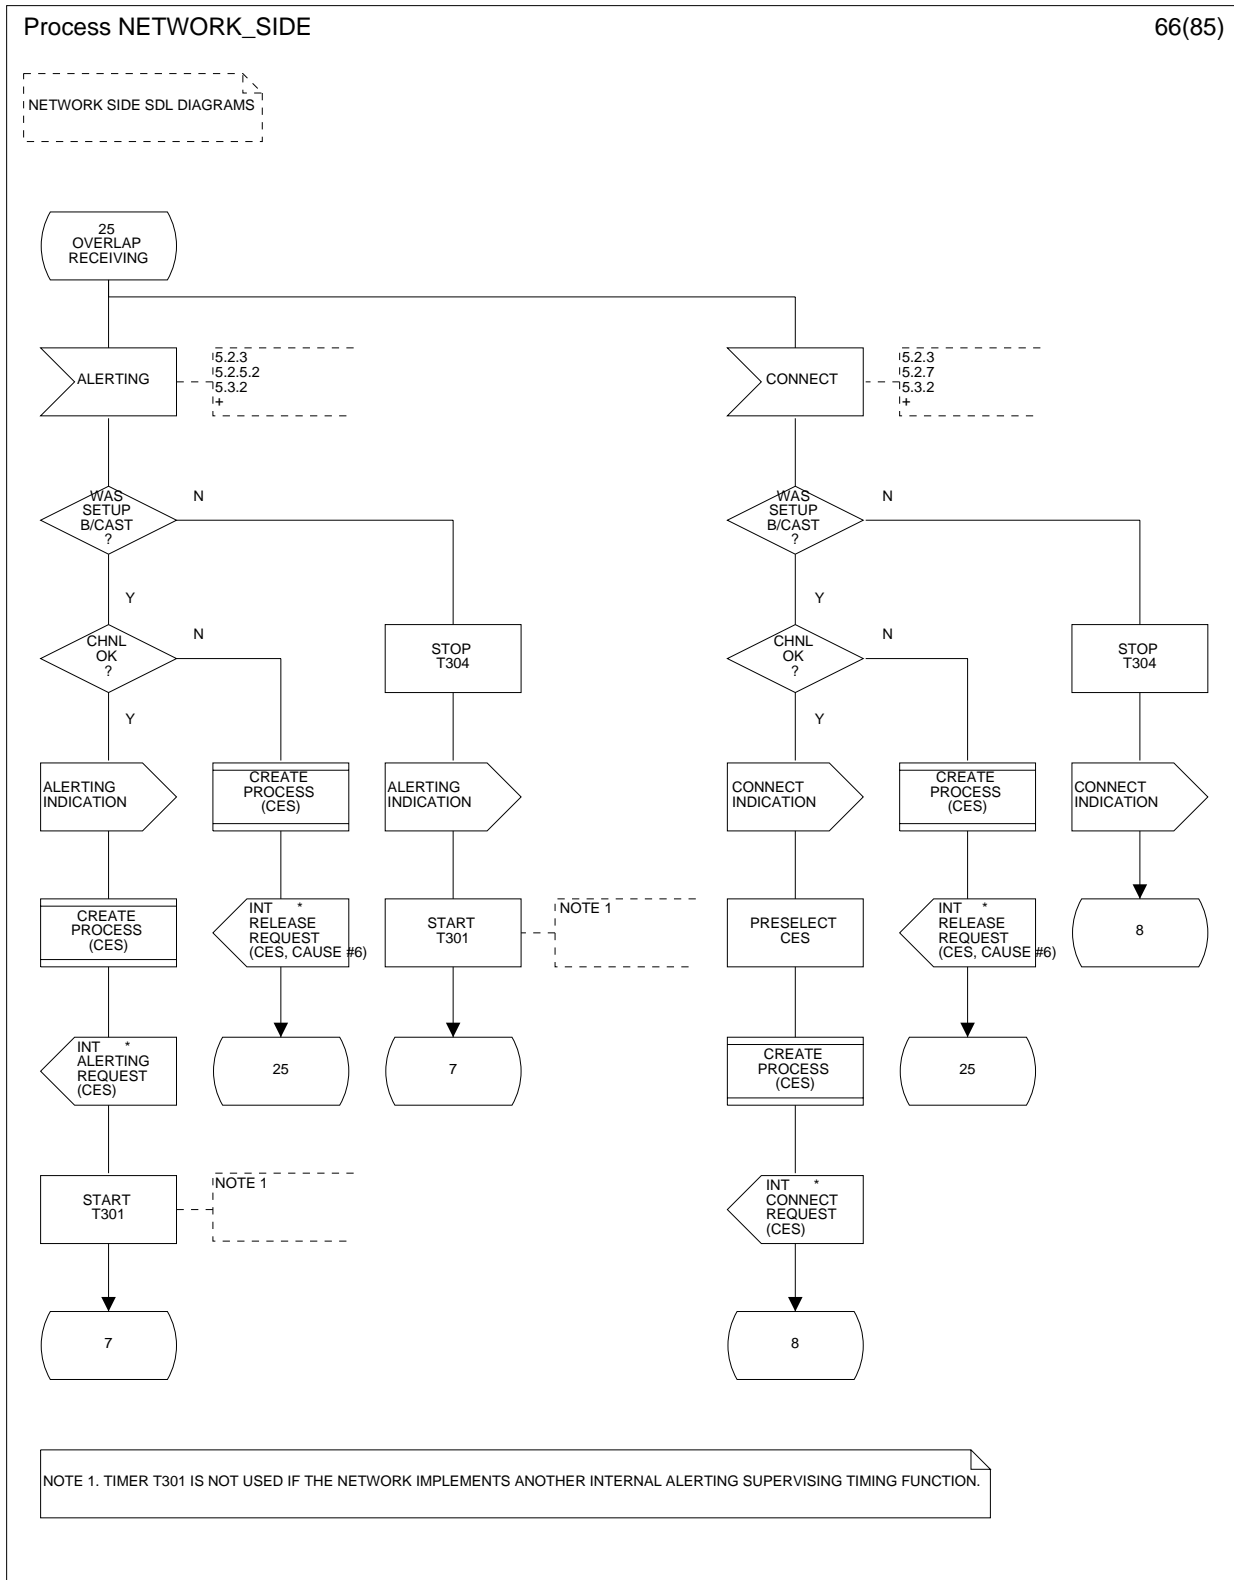 Process NETWORK_SIDE 66(85)
NETWORK SIDE SDL DIAGRAMS
25
OVERLAP
RECEIVING
ALERTING
5.2.3
5.2.5.2
5.3.2
+
CONNECT
5.2.3
5.2.7
5.3.2
+
WAS
SETUP
B/CAST
?
N
Y
WAS
SETUP
B/CAST
?
N
Y
CHNL
OK
?
N
Y
STOP
T304
CHNL
OK
?
N
Y
STOP
T304
ALERTING
INDICATION
CREATE
PROCESS
(CES)
ALERTING
INDICATION
CONNECT
INDICATION
CREATE
PROCESS
(CES)
CONNECT
INDICATION
CREATE
PROCESS
(CES)
INT *
RELEASE
REQUEST
(CES, CAUSE #6)
START
T301
NOTE 1
PRESELECT
CES
INT *
RELEASE
REQUEST
(CES, CAUSE #6)
8
INT *
ALERTING
REQUEST
(CES)
25
7
CREATE
PROCESS
(CES)
25
START
T301
NOTE 1
INT *
CONNECT
REQUEST
(CES)
7
8
NOTE 1. TIMER T301 IS NOT USED IF THE NETWORK IMPLEMENTS ANOTHER INTERNAL ALERTING SUPERVISING TIMING FUNCTION.